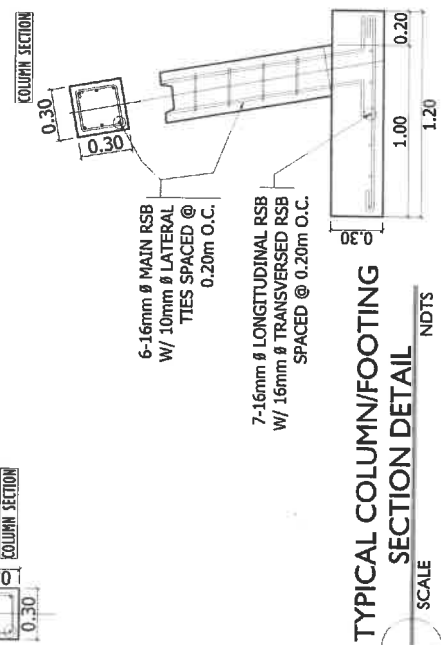 COLUMN SECTION
0.30
COLUMN SECTION
0.30
0.30
6-16mm Ø MAIN RSB
W/ 10mm Ø LATERAL
TIES SPACED @
0.20m O.C.
7-16mm Ø LONGITUDINAL RSB
W/ 16mm Ø TRANSVERSED RSB
SPACED @ 0.20m O.C.
0.30
1.00
0.20
1.20
TYPICAL COLUMN/FOOTING
SECTION DETAIL
SCALE
NDTS